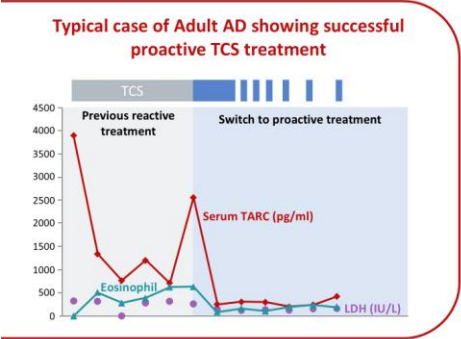 Typical case of Adult AD showing successful
proactive TCS treatment
TCS
Previous reactive
treatment
Switch to proactive treatment
4500
4000
3500
3000
2500
2000
1500
1000
500
0
Serum TARC (pg/ml)
Eosinophil
LDH (IU/L)